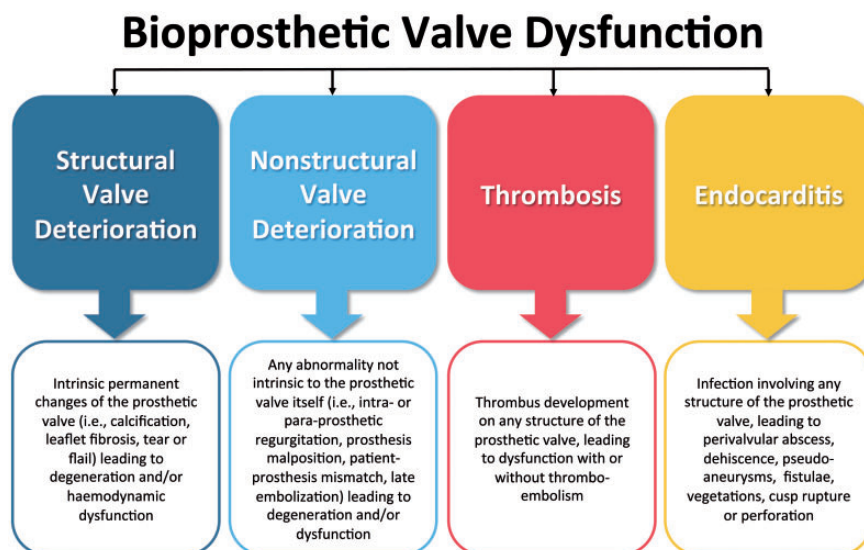 Bioprosthetic Valve Dysfunction
Structural
Valve
Deterioration
Nonstructural
Valve
Deterioration
Thrombosis
Endocarditis
Intrinsic permanent
changes of the prosthetic
valve (i.e., calcification,
leaflet fibrosis, tear or
flail) leading to
degeneration and/or
haemodynamic
dysfunction
Any abnormality not
intrinsic to the prosthetic
valve itself (i.e., intra- or
para-prosthetic
regurgitation, prosthesis
malposition, patient-
prosthesis mismatch, late
embolization) leading to
degeneration and/or
dysfunction
Thrombus development
on any structure of the
prosthetic valve, leading
to dysfunction with or
without thrombo-
embolism
Infection involving any
structure of the prosthetic
valve, leading to
perivalvular abscess,
dehiscence, pseudo-
aneurysms, fistulae,
vegetations, cusp rupture
or perforation